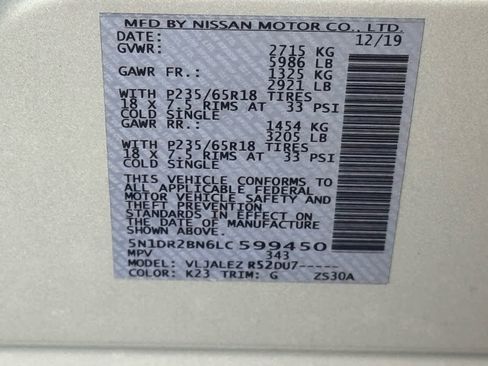 MFD BY NISSAN MOTOR CO., LTD.
DATE: 12/19
GVWR: 2715 KG
5986 LB
GAWR FR.: 1325 KG
2921 LB
WITH P235/65R18 TIRES
18 X 7.5 RIMS AT 33 PSI
COLD SINGLE
GAWR RR.: 1454 KG
3205 LB
WITH P235/65R18 TIRES
18 X 7.5 RIMS AT 33 PSI
COLD SINGLE
THIS VEHICLE CONFORMS TO
ALL APPLICABLE FEDERAL
MOTOR VEHICLE SAFETY AND
THEFT PREVENTION
STANDARDS IN EFFECT ON
THE DATE OF MANUFACTURE
SHOWN ABOVE.
5N1DR2BN6LC599450
MPV 343
MODEL: VLJALEZ R52DU7-----
COLOR: K23 TRIM: G ZS30A